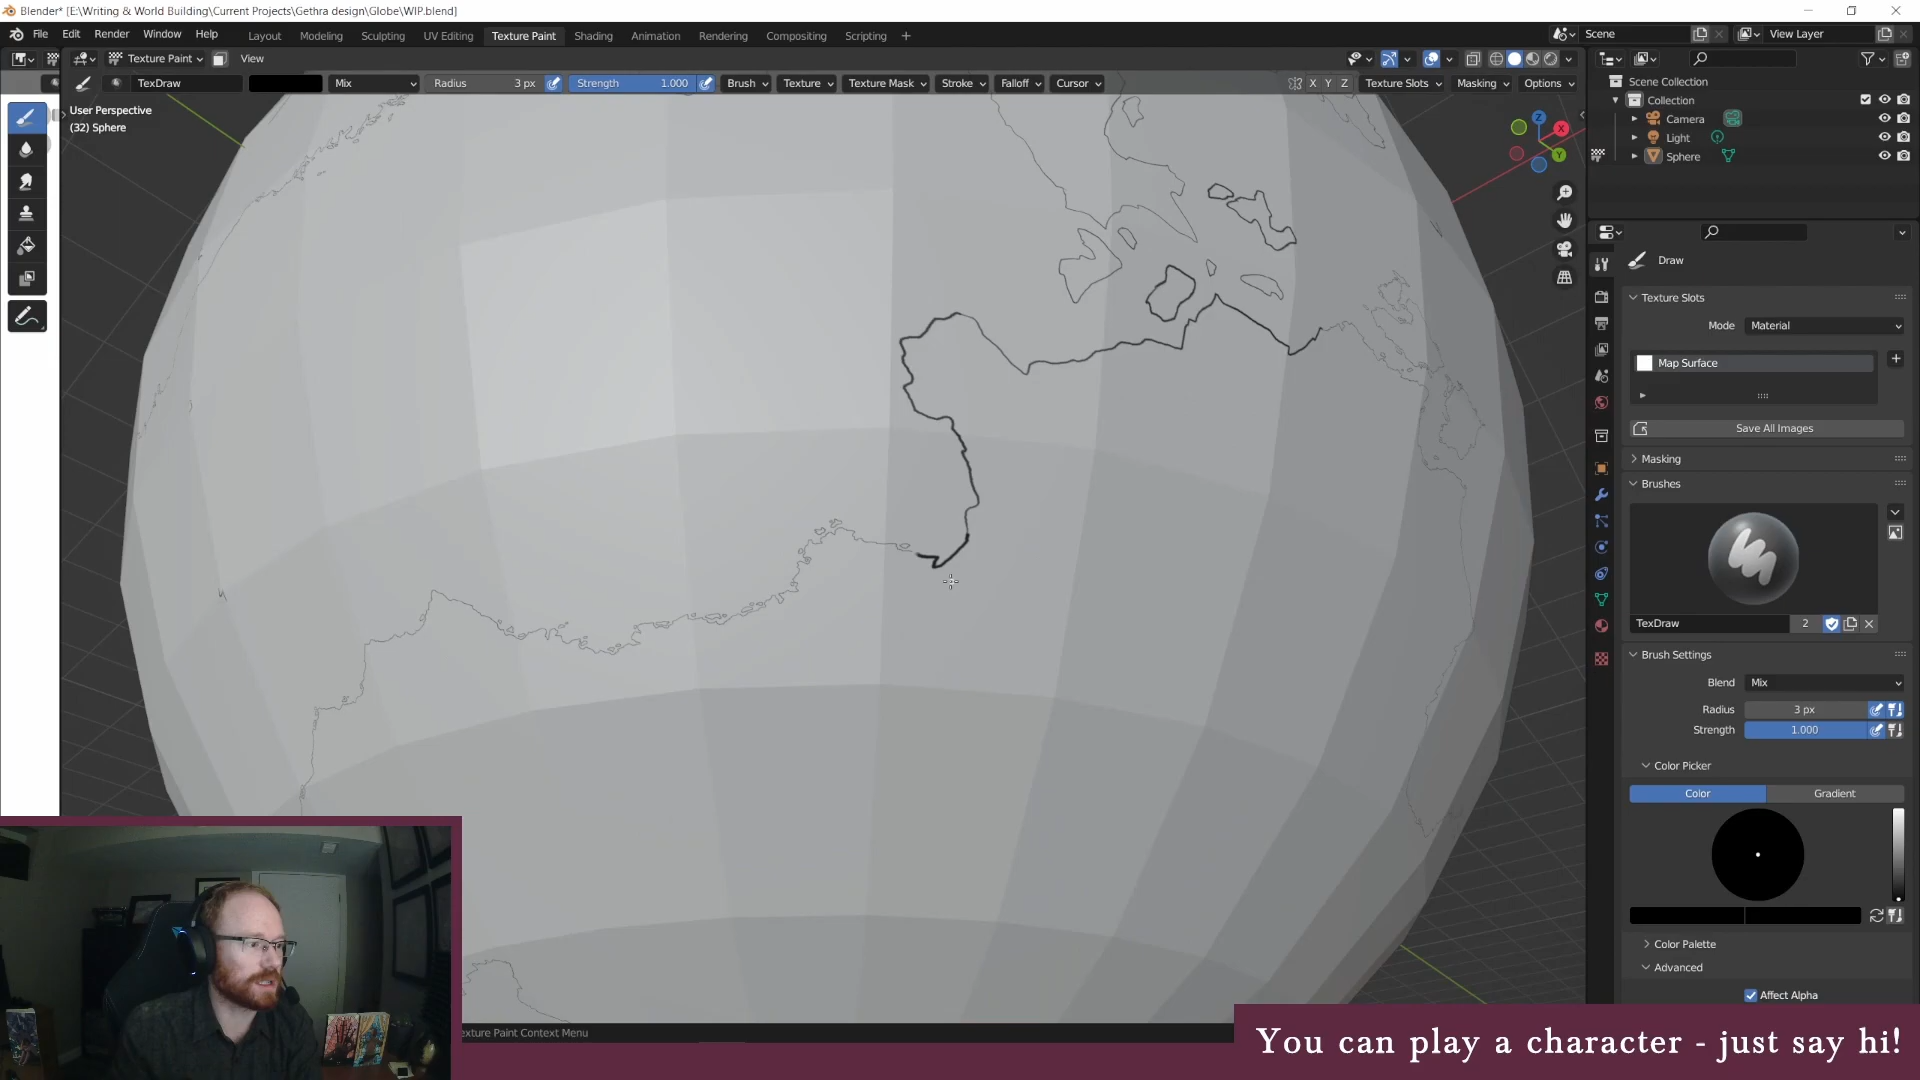 Blender* [E:\Writing & World Building\Current Projects\Gethra design\Globe\WIP.blend]
File Edit Render Window Help Layout Modeling Sculpting UV Editing Texture Paint Shading Animation Rendering Compositing Scripting + Scene View Layer
Texture Paint View
TexDraw Mix Radius 3 px Strength 1.000 Brush Texture Texture Mask Stroke Falloff Cursor X Y Z Texture Slots Masking Options
User Perspective
(32) Sphere
Z
X
Y
Scene Collection
Collection
Camera
Light
Sphere
Draw
Texture Slots
Mode Material
Map Surface
Save All Images
Masking
Brushes
TexDraw 2
Brush Settings
Blend Mix
Radius 3 px
Strength 1.000
Color Picker
Color Gradient
Color Palette
Advanced
Affect Alpha
exture Paint Context Menu
You can play a character - just say hi!